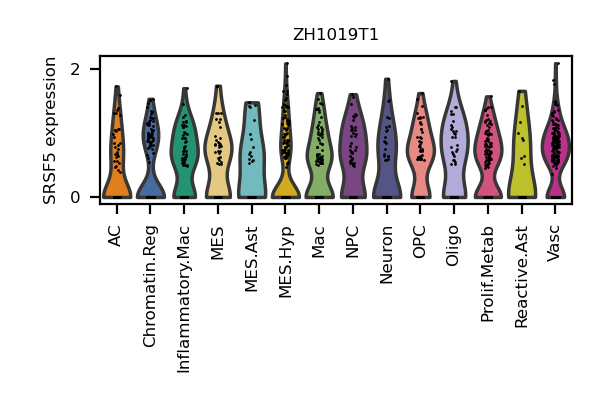 ZH1019T1
SRSF5 expression
2
0
AC
Chromatin.Reg
Inflammatory.Mac
MES
MES.Ast
MES.Hyp
Mac
NPC
Neuron
OPC
Oligo
Prolif.Metab
Reactive.Ast
Vasc